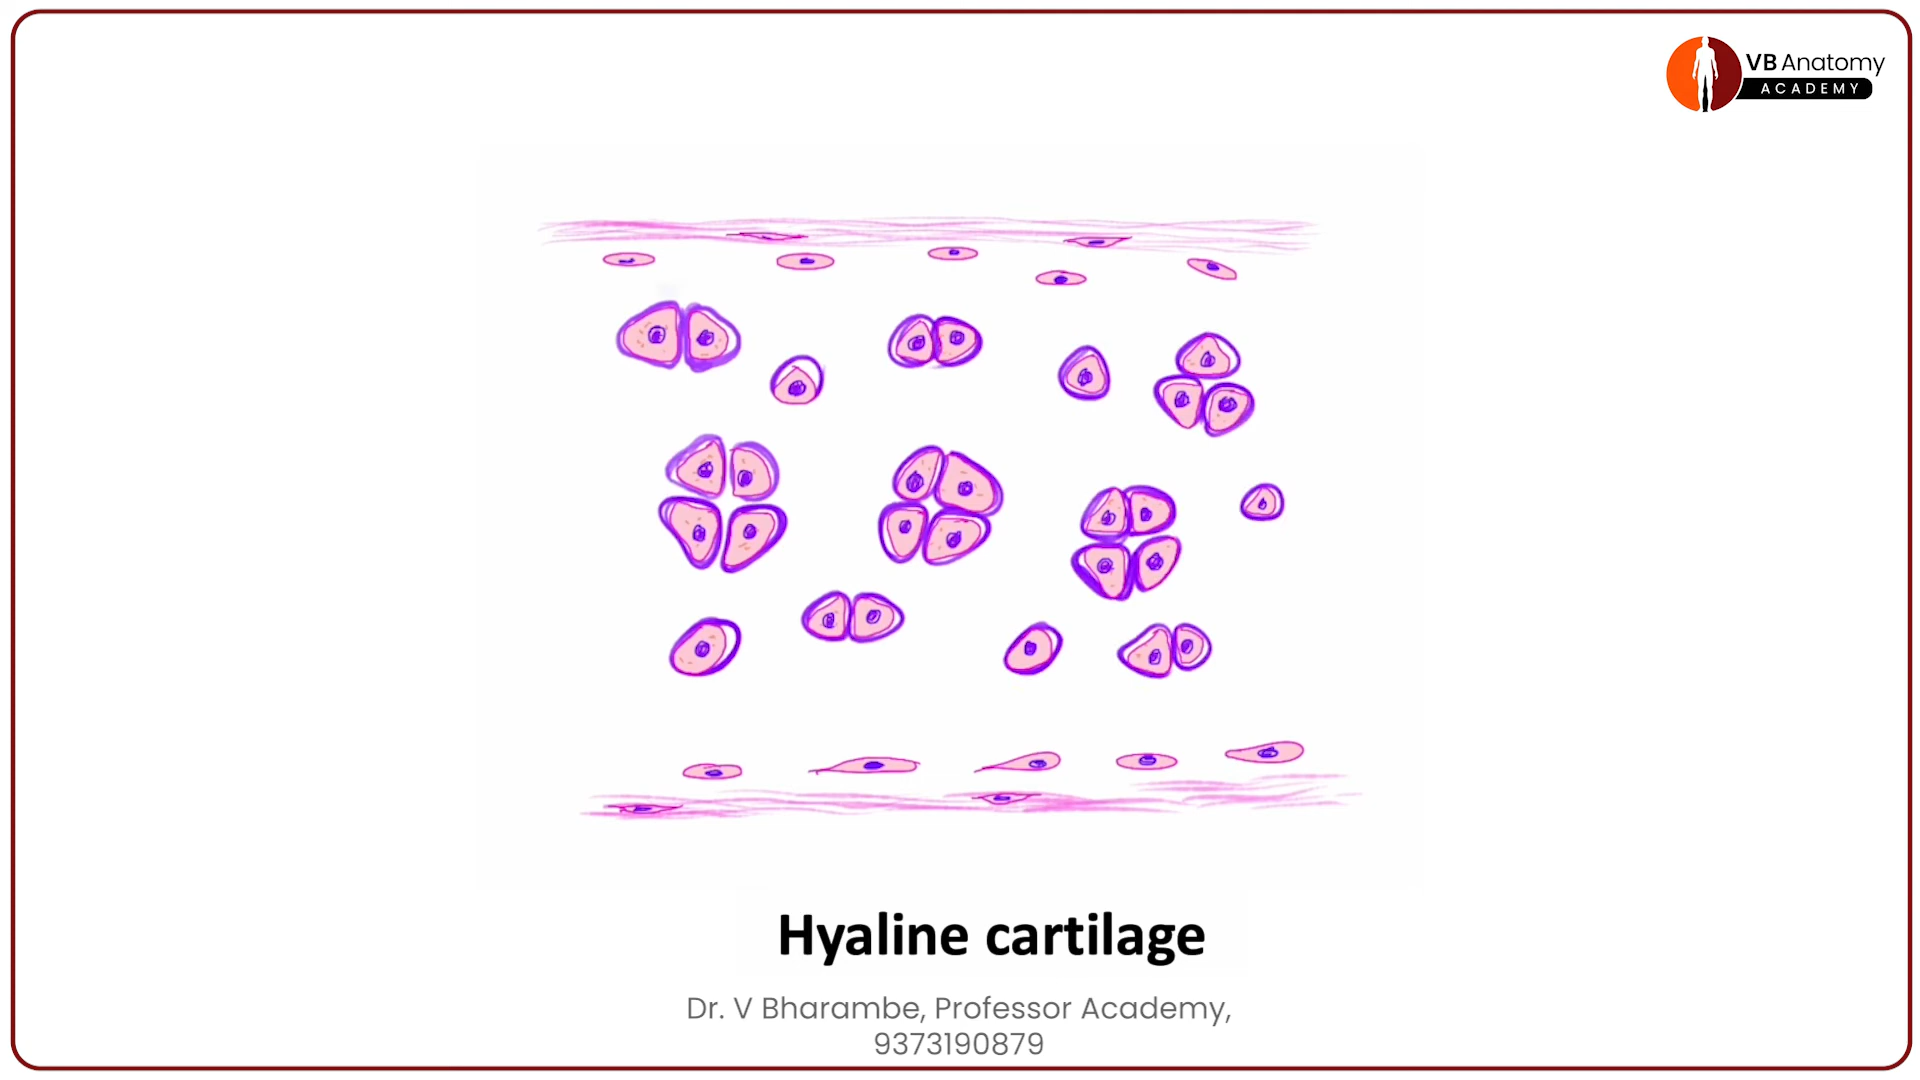 VB Anatomy
ACADEMY
Hyaline cartilage
Dr. V Bharambe, Professor Academy,
9373190879